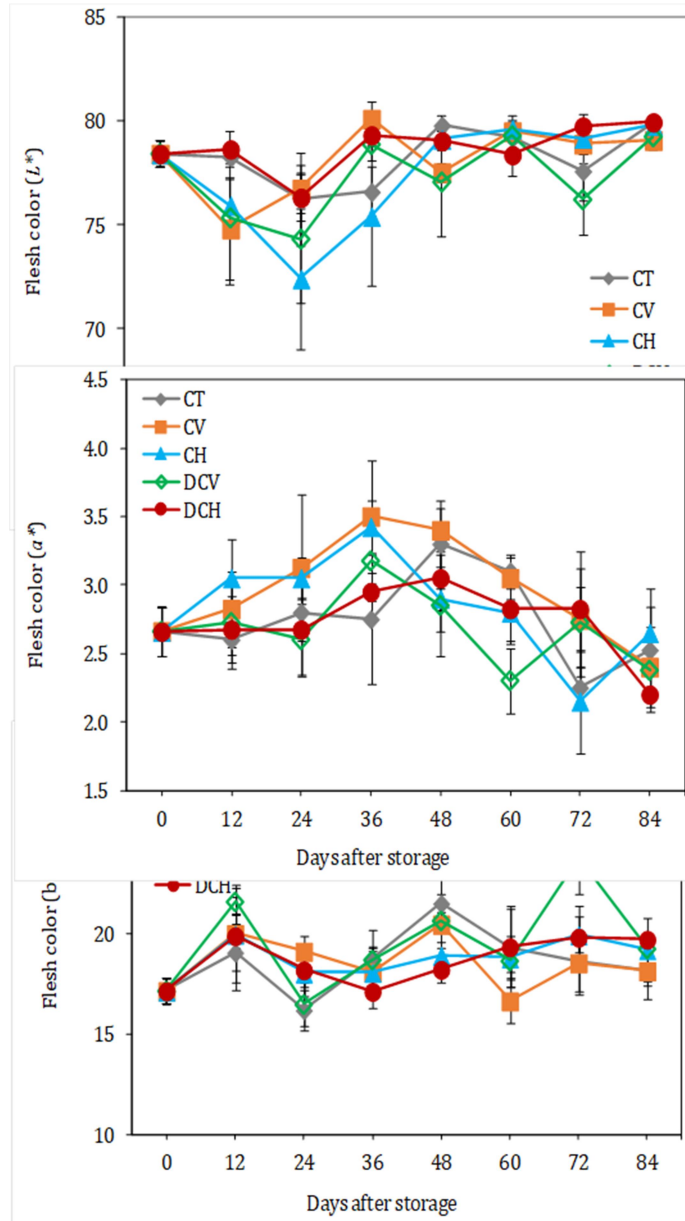 85
80
75
70
Flesh color (L*)
CT
CV
CH
4.5
4.0
3.5
3.0
2.5
2.0
1.5
Flesh color (a*)
CT
CV
CH
DCV
DCH
0 12 24 36 48 60 72 84
Days after storage
DCH
20
15
10
Flesh color (b
0 12 24 36 48 60 72 84
Days after storage